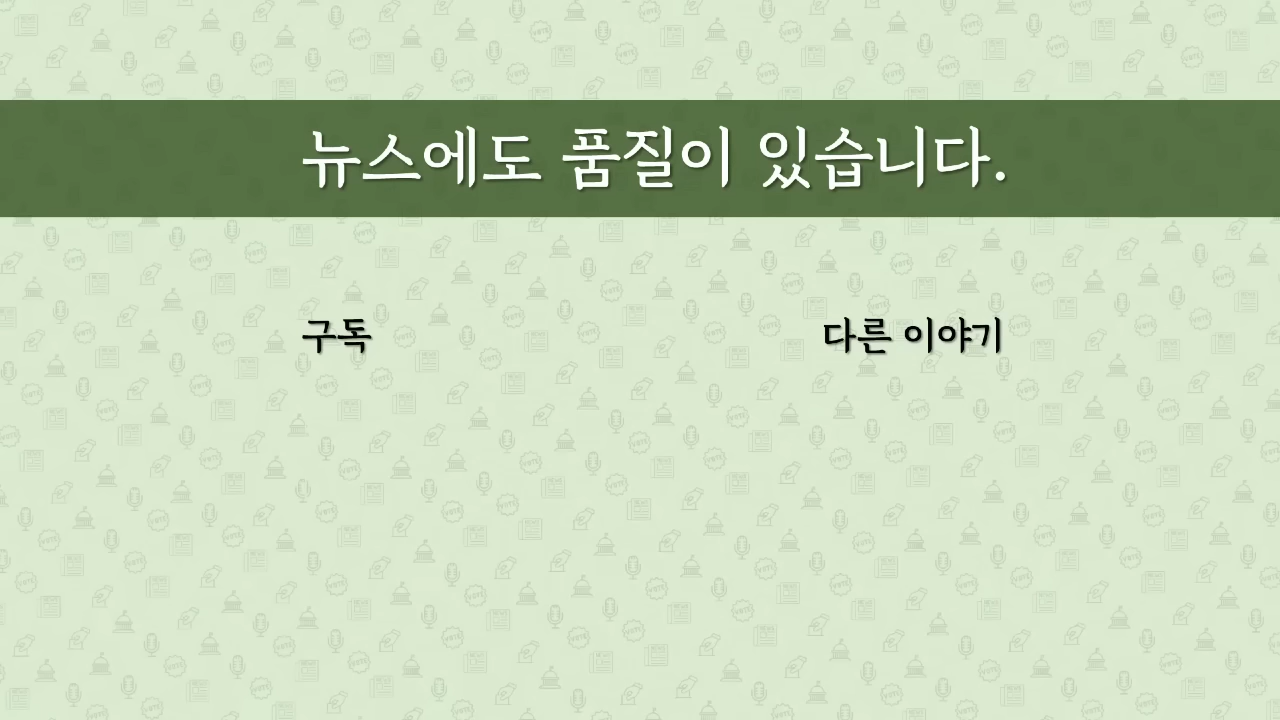 뉴스에도 품질이 있습니다.
구독
다른 이야기